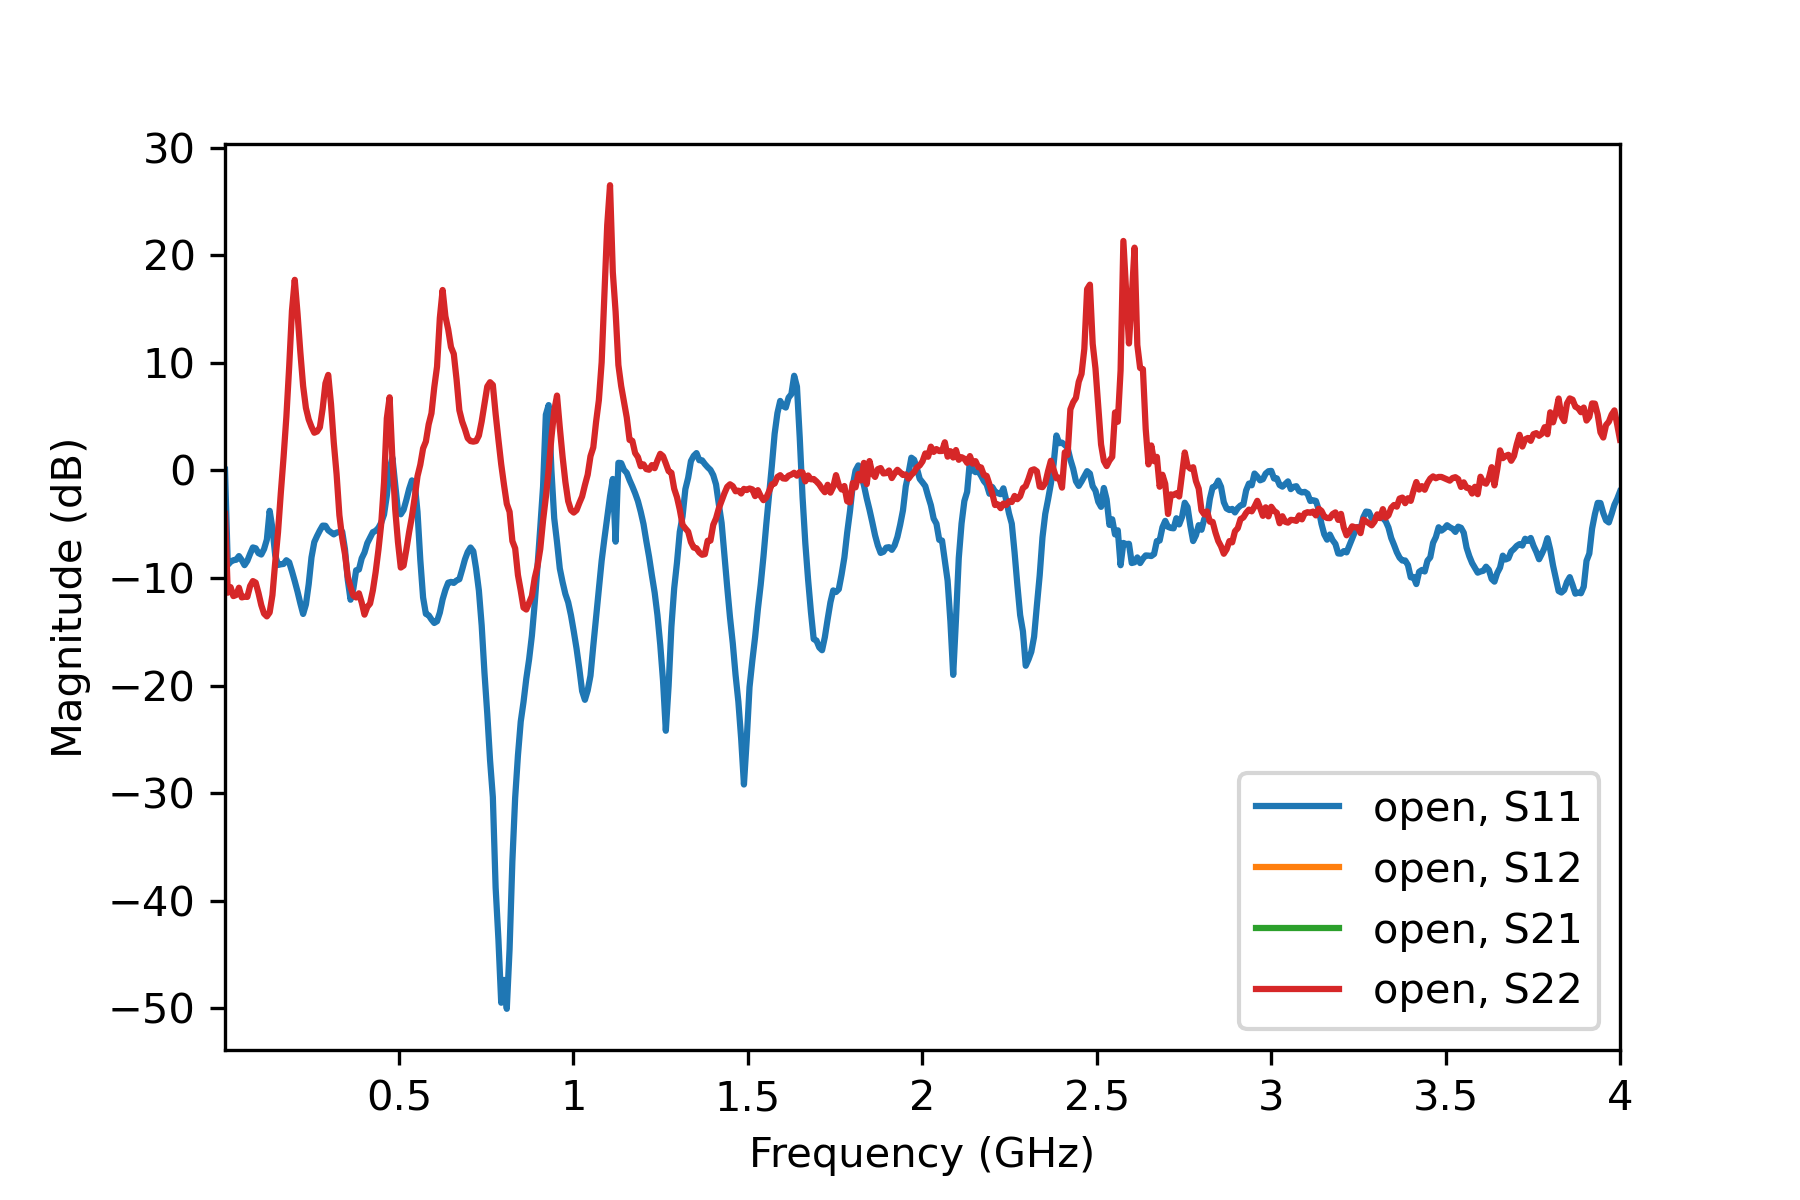 30
20
10
0
−10
−20
−30
−40
−50
Magnitude (dB)
open, S11
open, S12
open, S21
open, S22
0.5 1 1.5 2 2.5 3 3.5 4
Frequency (GHz)